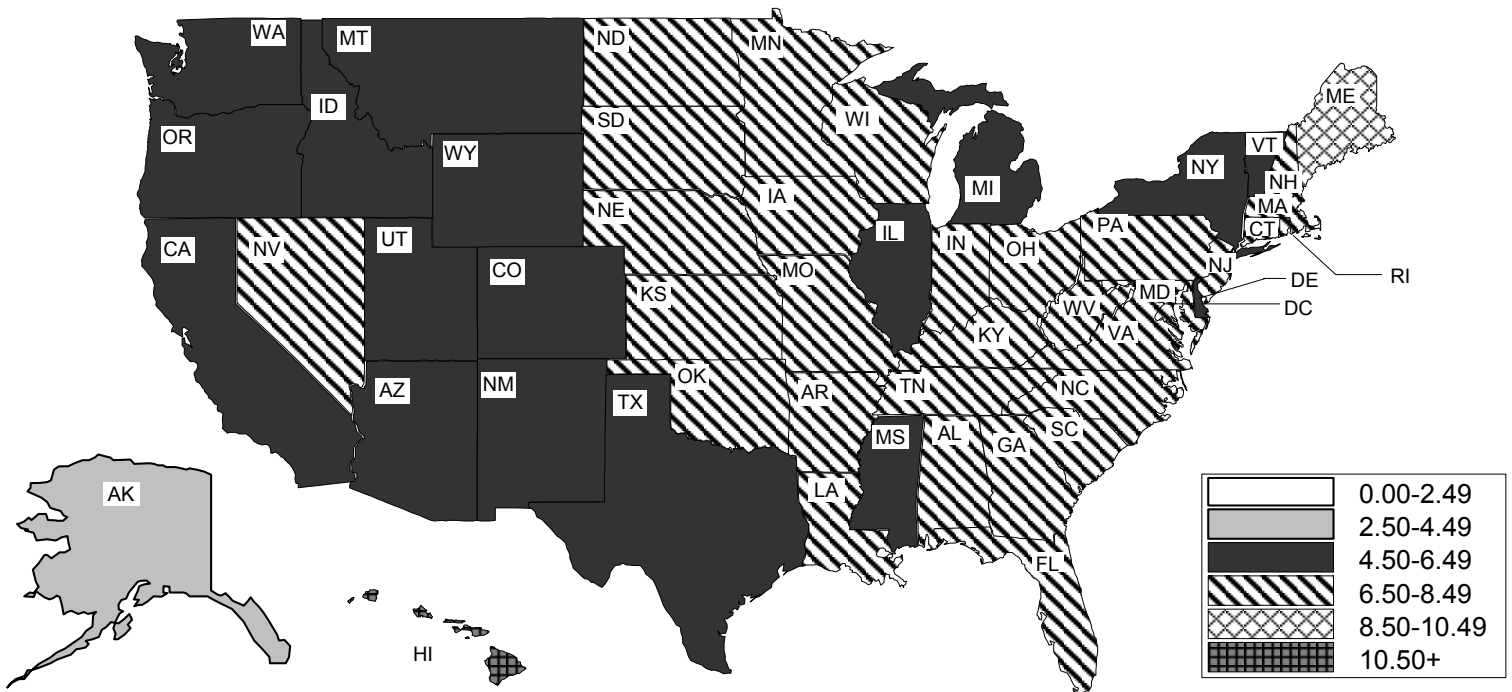 WA
MT
ND
MN
ME
ID
SD
WI
OR
VT
WY
NY
MI
NH
IA
MA
NE
PA
CT
CA
NV
UT
IL
IN
OH
CO
MO
NJ
RI
DE
MD
KS
WV
DC
KY
VA
OK
TN
AZ
NM
AR
NC
TX
MS
AL
GA
SC
LA
AK
FL
HI
0.00-2.49
2.50-4.49
4.50-6.49
6.50-8.49
8.50-10.49
10.50+